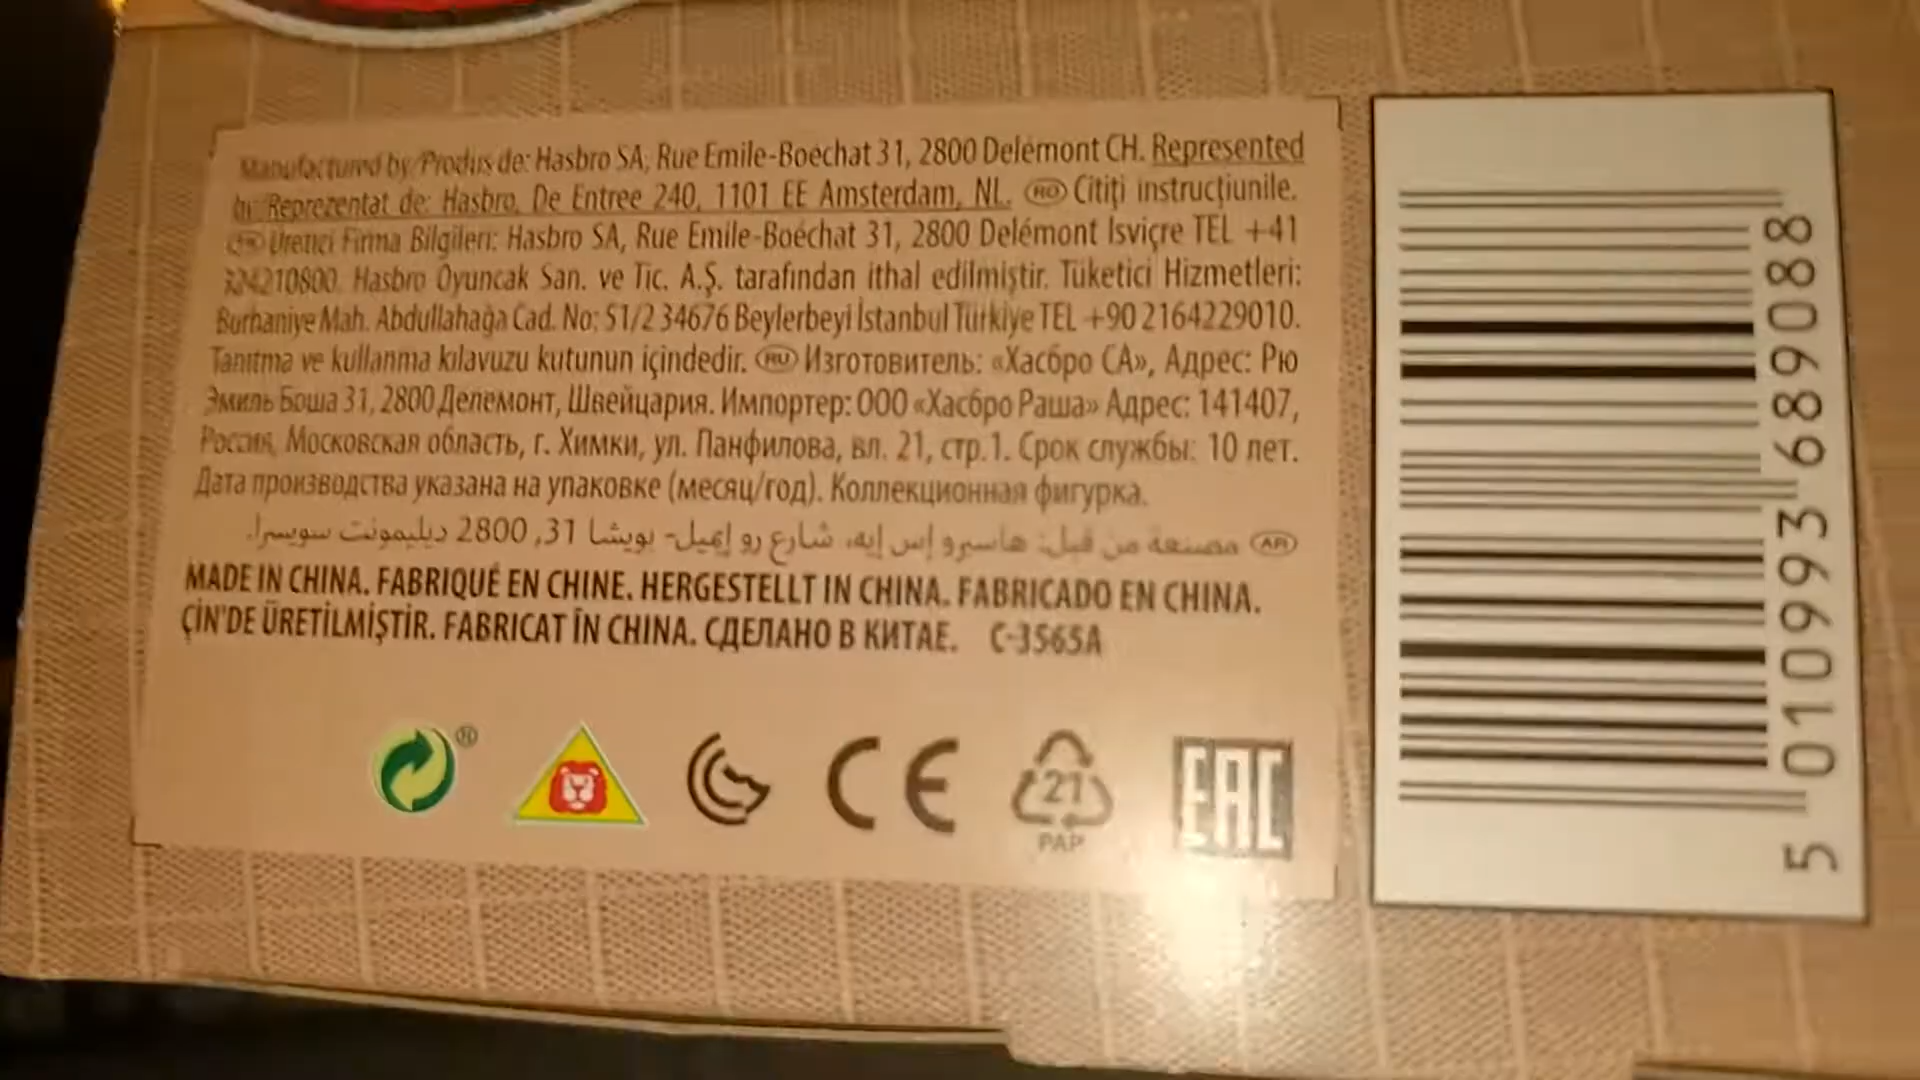 Manufactured by/Produs de: Hasbro SA, Rue Emile-Boéchat 31, 2800 Delémont CH. Represented
by/Reprezentat de: Hasbro, De Entree 240, 1101 EE Amsterdam, NL. RO Citiți instrucțiunile.
TR Üretici Firma Bilgileri: Hasbro SA, Rue Emile-Boéchat 31, 2800 Delémont İsviçre TEL +41
324210800. Hasbro Oyuncak San. ve Tic. A.Ş. tarafından ithal edilmiştir. Tüketici Hizmetleri:
Burhaniye Mah. Abdullahağa Cad. No: 51/2 34676 Beylerbeyi İstanbul Türkiye TEL +90 2164229010.
Tanıtma ve kullanma kılavuzu kutunun içindedir. RU Изготовитель: «Хасбро СА», Адрес: Рю
Эмиль Боша 31, 2800 Делемонт, Швейцария. Импортер: ООО «Хасбро Раша» Адрес: 141407,
Россия, Московская область, г. Химки, ул. Панфилова, вл. 21, стр.1. Срок службы: 10 лет.
Дата производства указана на упаковке (месяц/год). Коллекционная фигурка.
AR مصنعة من قبل: هاسبرو إس إيه، شارع رو إميل- بويشا 31, 2800 ديليمونت سويسرا.
MADE IN CHINA. FABRIQUÉ EN CHINE. HERGESTELLT IN CHINA. FABRICADO EN CHINA.
ÇİN'DE ÜRETİLMİŞTİR. FABRICAT ÎN CHINA. СДЕЛАНО В КИТАЕ. C-3565A
®
CE
21
PAP
EAC
5 010993 689088